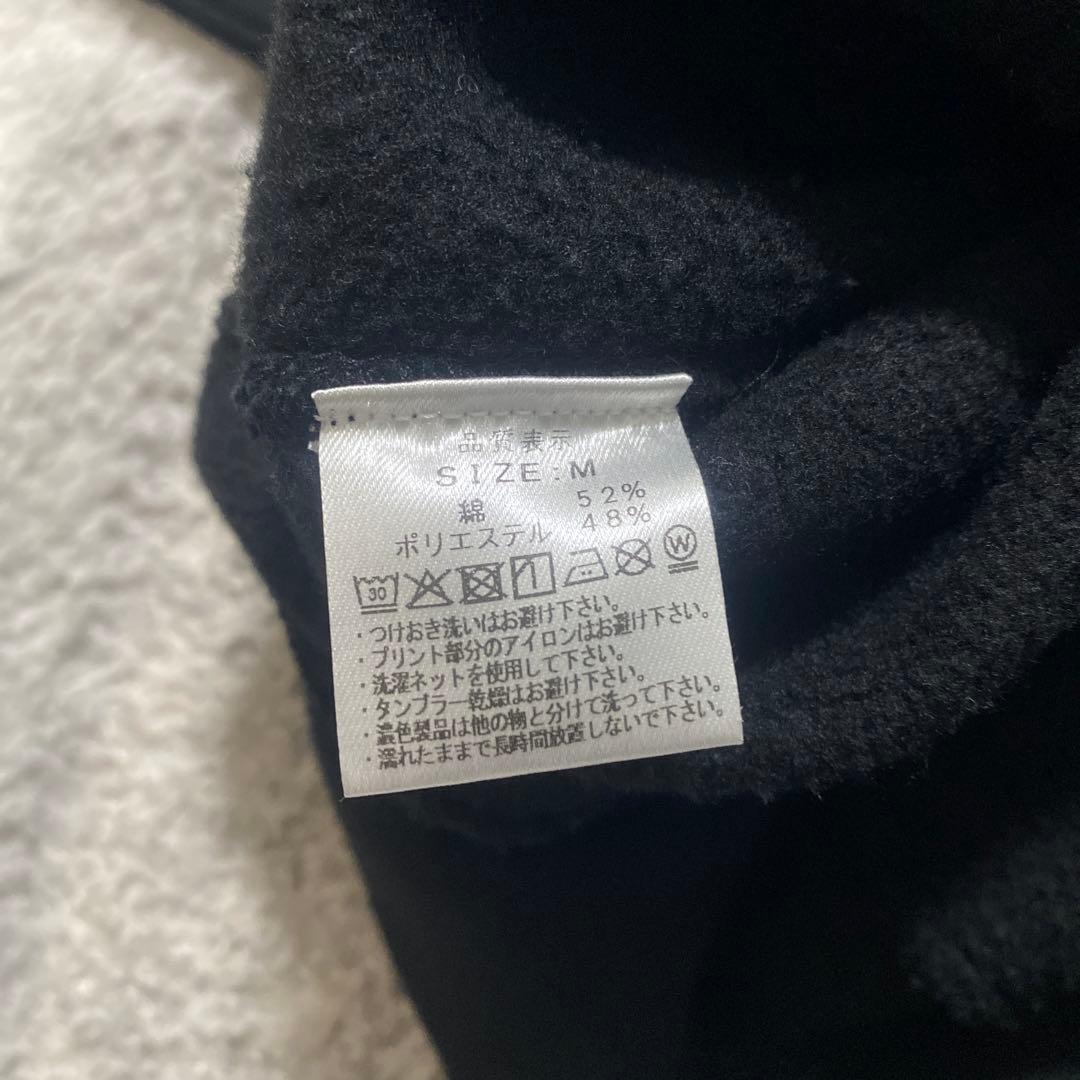 品質表示
SIZE:M
綿 52%
ポリエステル 48%
30 W
・つけおき洗いはお避け下さい。
・プリント部分のアイロンはお避け下さい。
・洗濯ネットを使用して下さい。
・タンブラー乾燥はお避け下さい。
・濃色製品は他の物と分けて洗って下さい。
・濡れたままで長時間放置しないで下さい。